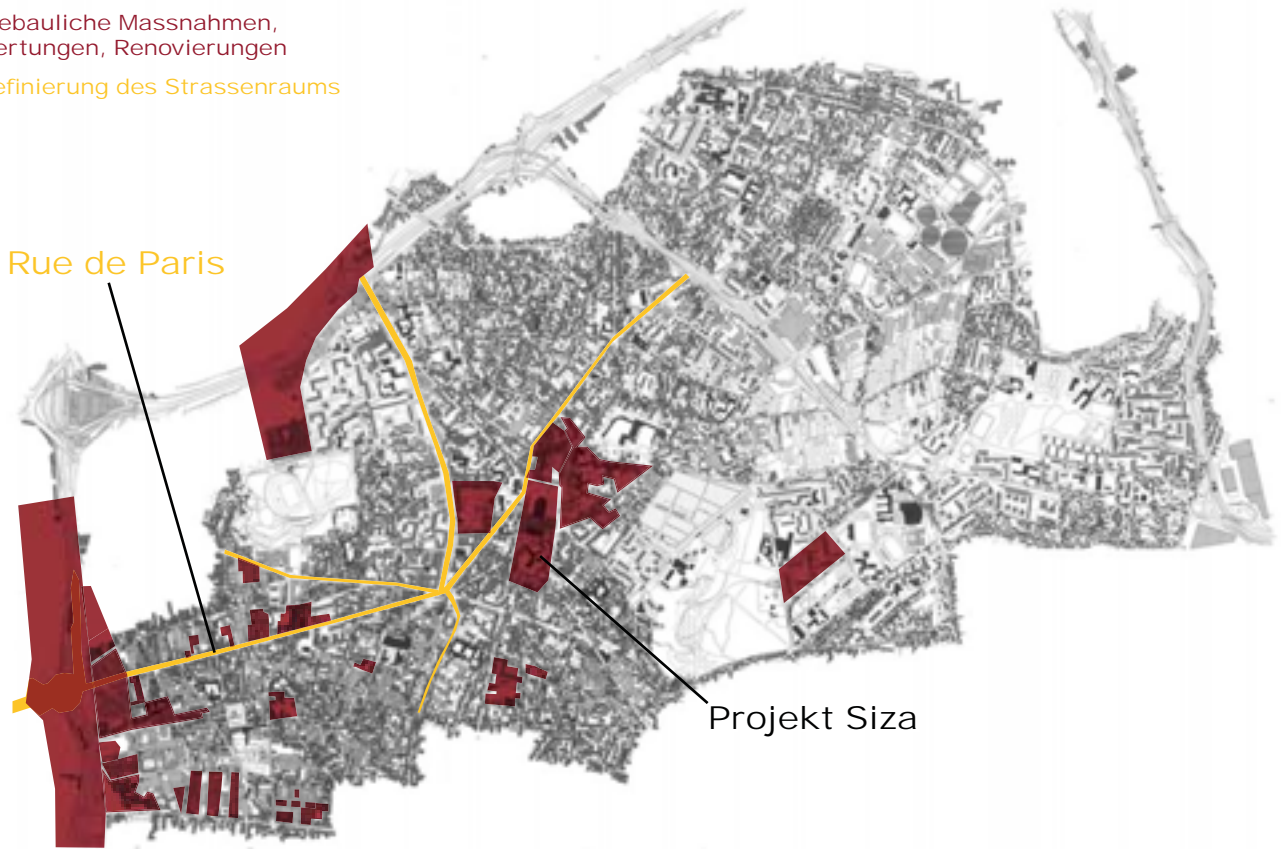 ebauliche Massnahmen,
ertungen, Renovierungen
efinierung des Strassenraums
Rue de Paris
Projekt Siza